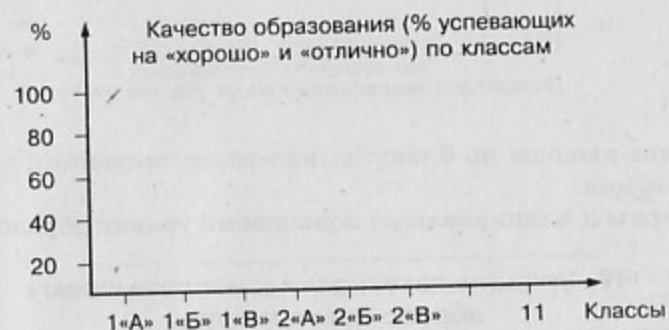 %
Качество образования (% успевающих
на «хорошо» и «отлично») по классам
100
80
60
40
20
1«А» 1«Б» 1«В» 2«А» 2«Б» 2«В» 11 Классы